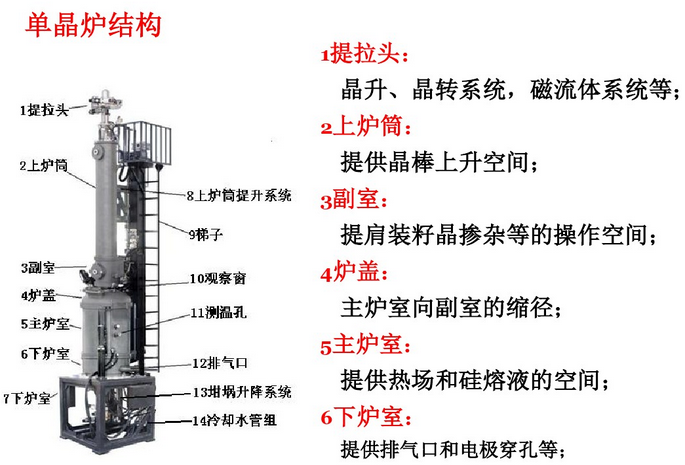 单晶炉结构
1提拉头
2上炉筒
3副室
4炉盖
5主炉室
6下炉室
7下炉室
8上炉筒提升系统
9梯子
10观察窗
11测温孔
12排气口
13坩埚升降系统
14冷却水管组
1提拉头：
晶升、晶转系统，磁流体系统等；
2上炉筒：
提供晶棒上升空间；
3副室：
提肩装籽晶掺杂等的操作空间；
4炉盖：
主炉室向副室的缩径；
5主炉室：
提供热场和硅熔液的空间；
6下炉室：
提供排气口和电极穿孔等；